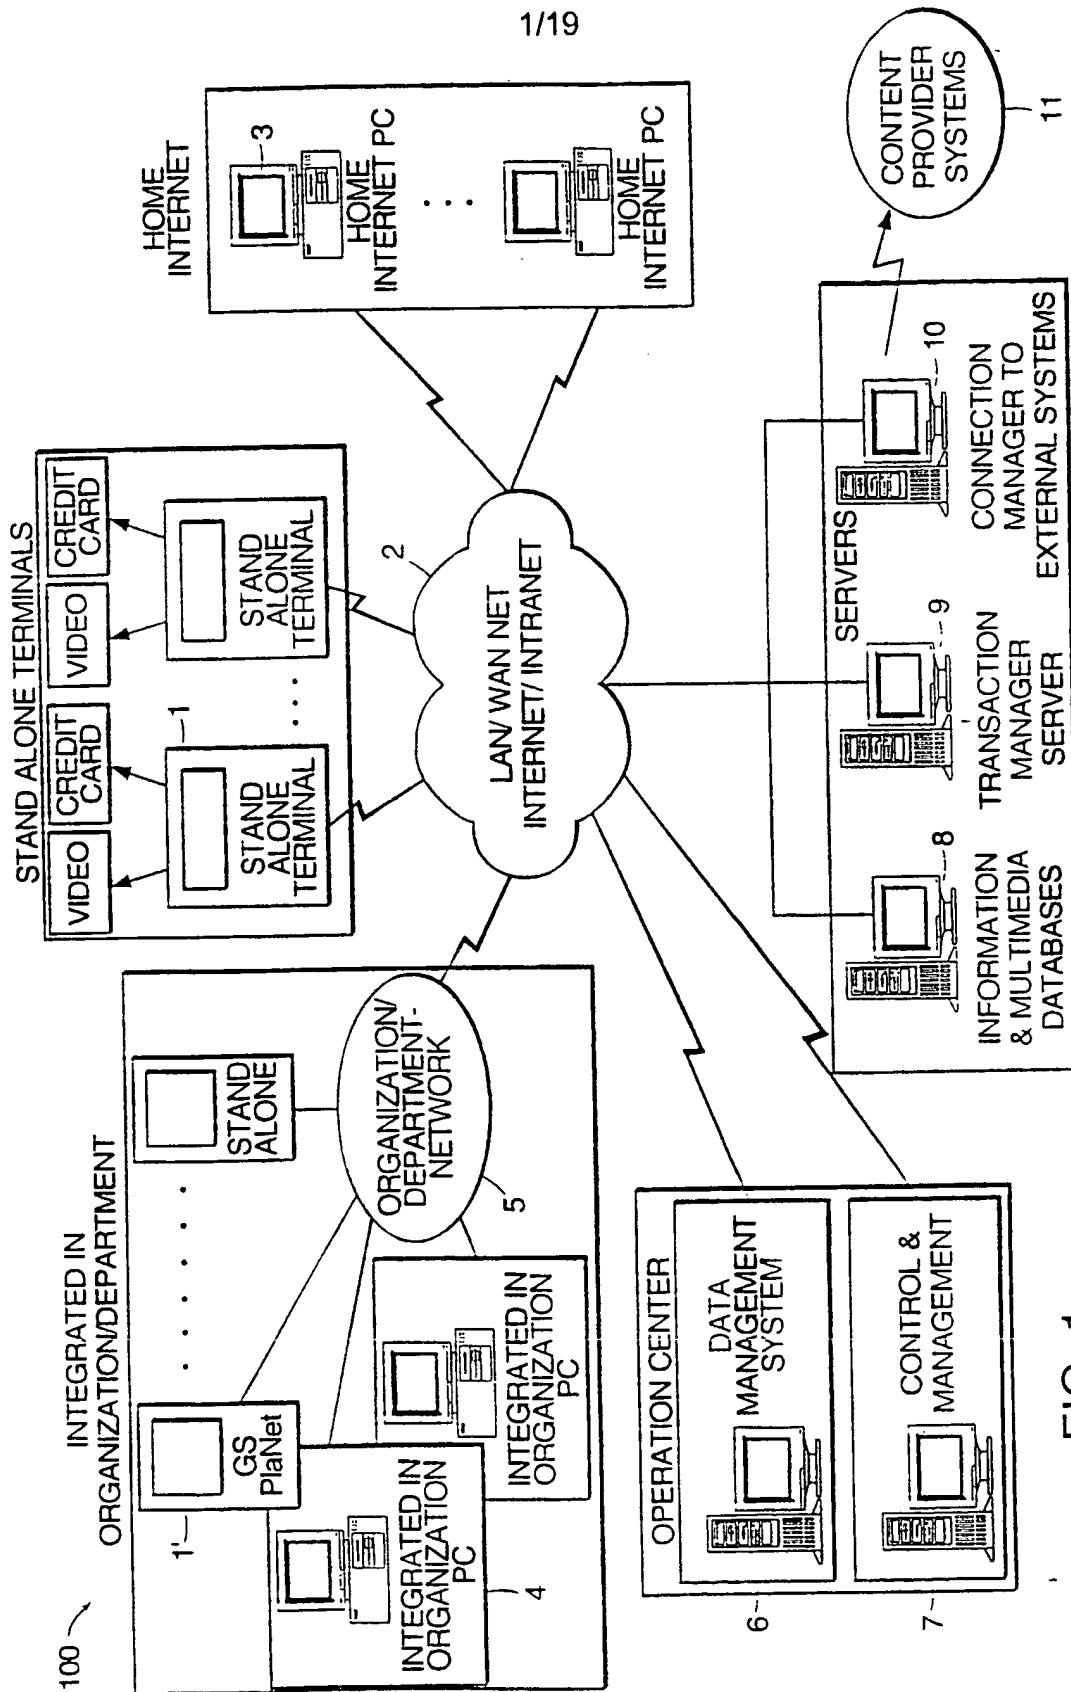 1/19
100
INTEGRATED IN
ORGANIZATION/DEPARTMENT
1'
GS
PlaNet
STAND
ALONE
INTEGRATED IN
ORGANIZATION
PC
4
INTEGRATED IN
ORGANIZATION
PC
ORGANIZATION/
DEPARTMENT-
NETWORK
5
STAND ALONE TERMINALS
VIDEO
CREDIT
CARD
VIDEO
CREDIT
CARD
1
STAND
ALONE
TERMINAL
STAND
ALONE
TERMINAL
HOME
INTERNET
3
HOME
INTERNET PC
HOME
INTERNET PC
2
LAN/ WAN NET
INTERNET/ INTRANET
OPERATION CENTER
DATA
MANAGEMENT
SYSTEM
6
CONTROL &
MANAGEMENT
7
SERVERS
8
INFORMATION
& MULTIMEDIA
DATABASES
9
TRANSACTION
MANAGER
SERVER
10
CONNECTION
MANAGER TO
EXTERNAL SYSTEMS
CONTENT
PROVIDER
SYSTEMS
11